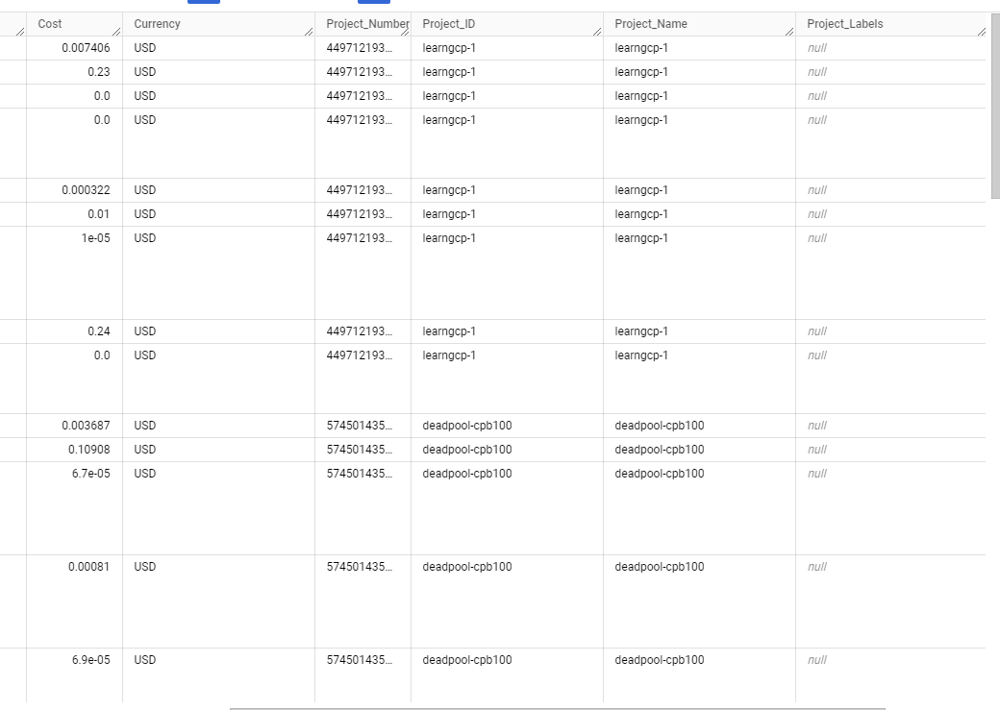 Cost Currency Project_Number Project_ID Project_Name Project_Labels
0.007406 USD 449712193... learngcp-1 learngcp-1 null
0.23 USD 449712193... learngcp-1 learngcp-1 null
0.0 USD 449712193... learngcp-1 learngcp-1 null
0.0 USD 449712193... learngcp-1 learngcp-1 null
0.000322 USD 449712193... learngcp-1 learngcp-1 null
0.01 USD 449712193... learngcp-1 learngcp-1 null
1e-05 USD 449712193... learngcp-1 learngcp-1 null
0.24 USD 449712193... learngcp-1 learngcp-1 null
0.0 USD 449712193... learngcp-1 learngcp-1 null
0.003687 USD 574501435... deadpool-cpb100 deadpool-cpb100 null
0.10908 USD 574501435... deadpool-cpb100 deadpool-cpb100 null
6.7e-05 USD 574501435... deadpool-cpb100 deadpool-cpb100 null
0.00081 USD 574501435... deadpool-cpb100 deadpool-cpb100 null
6.9e-05 USD 574501435... deadpool-cpb100 deadpool-cpb100 null